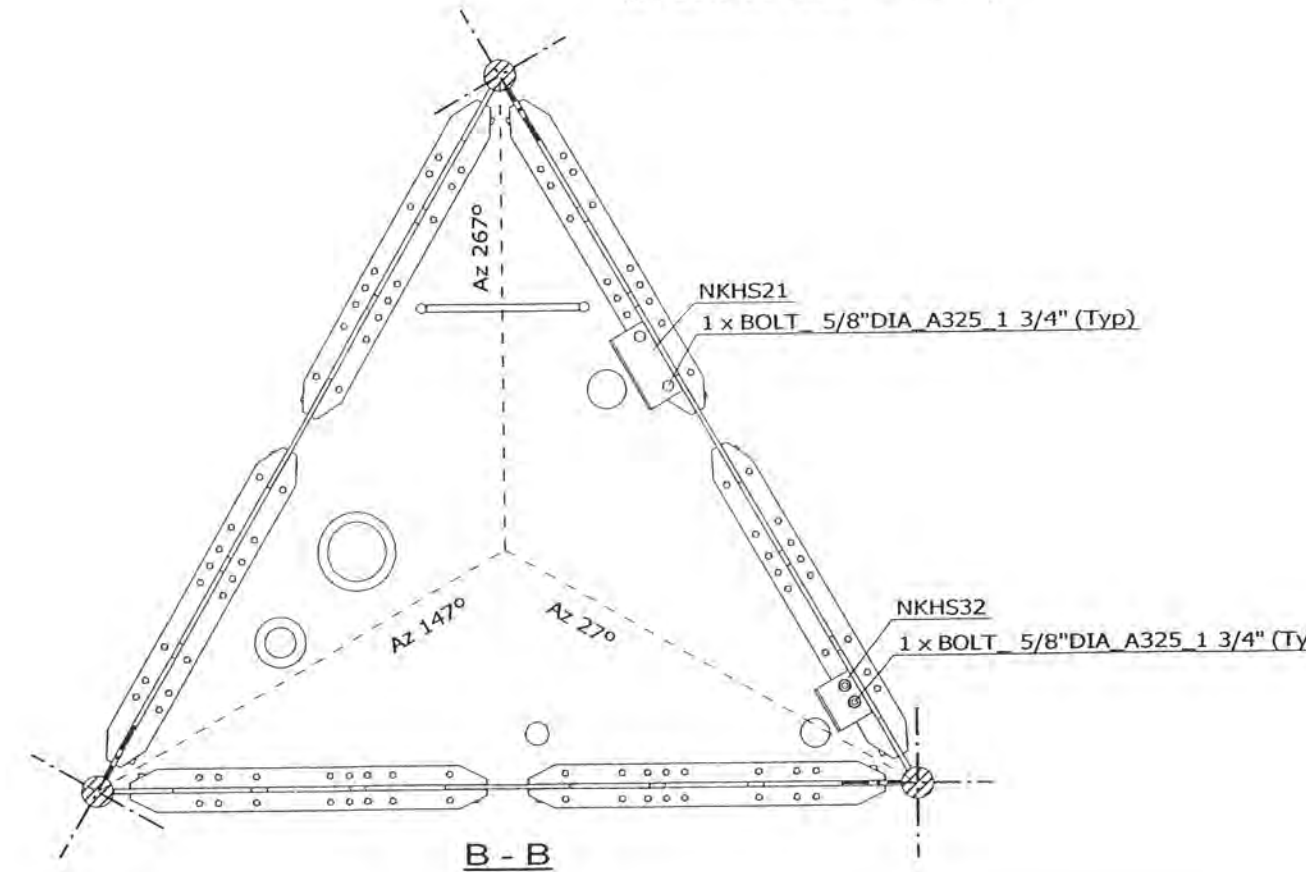 Az 267°
NKHS21
1 x BOLT_ 5/8"DIA_A325_1 3/4" (Typ)
Az 147°
Az 27°
NKHS32
1 x BOLT_ 5/8"DIA_A325_1 3/4" (Ty
B - B